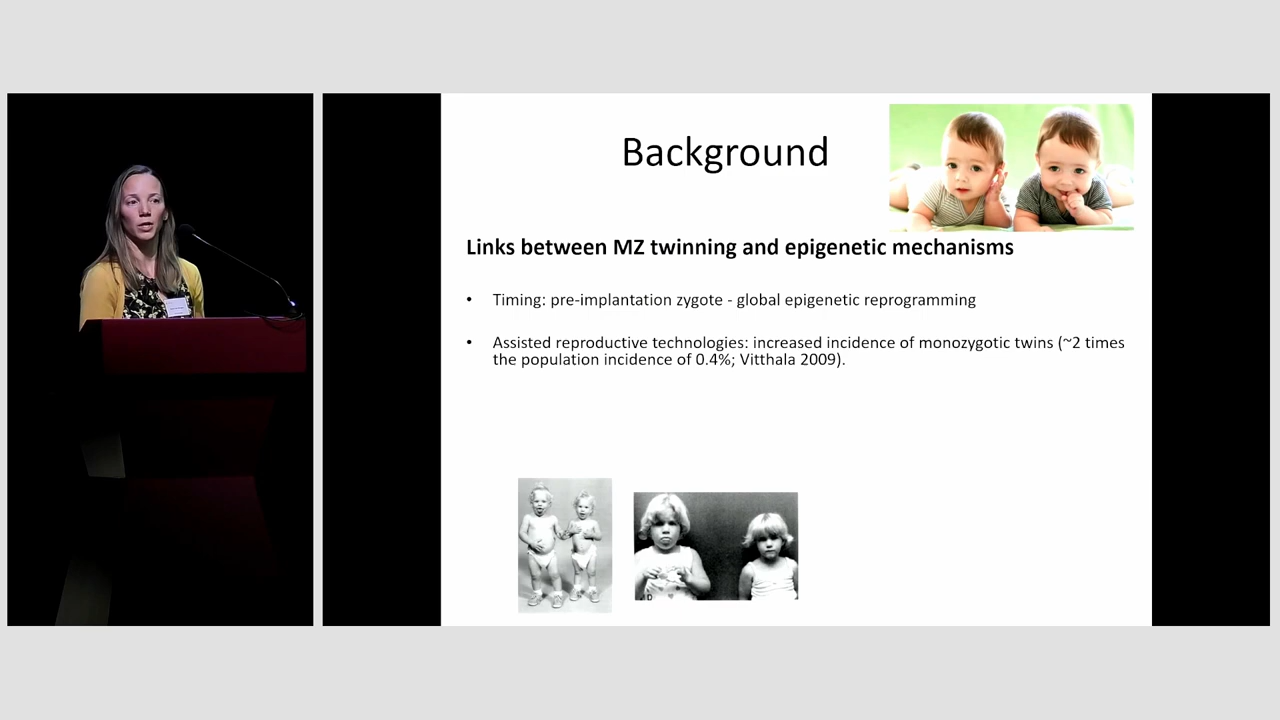 Background
Links between MZ twinning and epigenetic mechanisms
• Timing: pre-implantation zygote - global epigenetic reprogramming
• Assisted reproductive technologies: increased incidence of monozygotic twins (~2 times
the population incidence of 0.4%; Vitthala 2009).